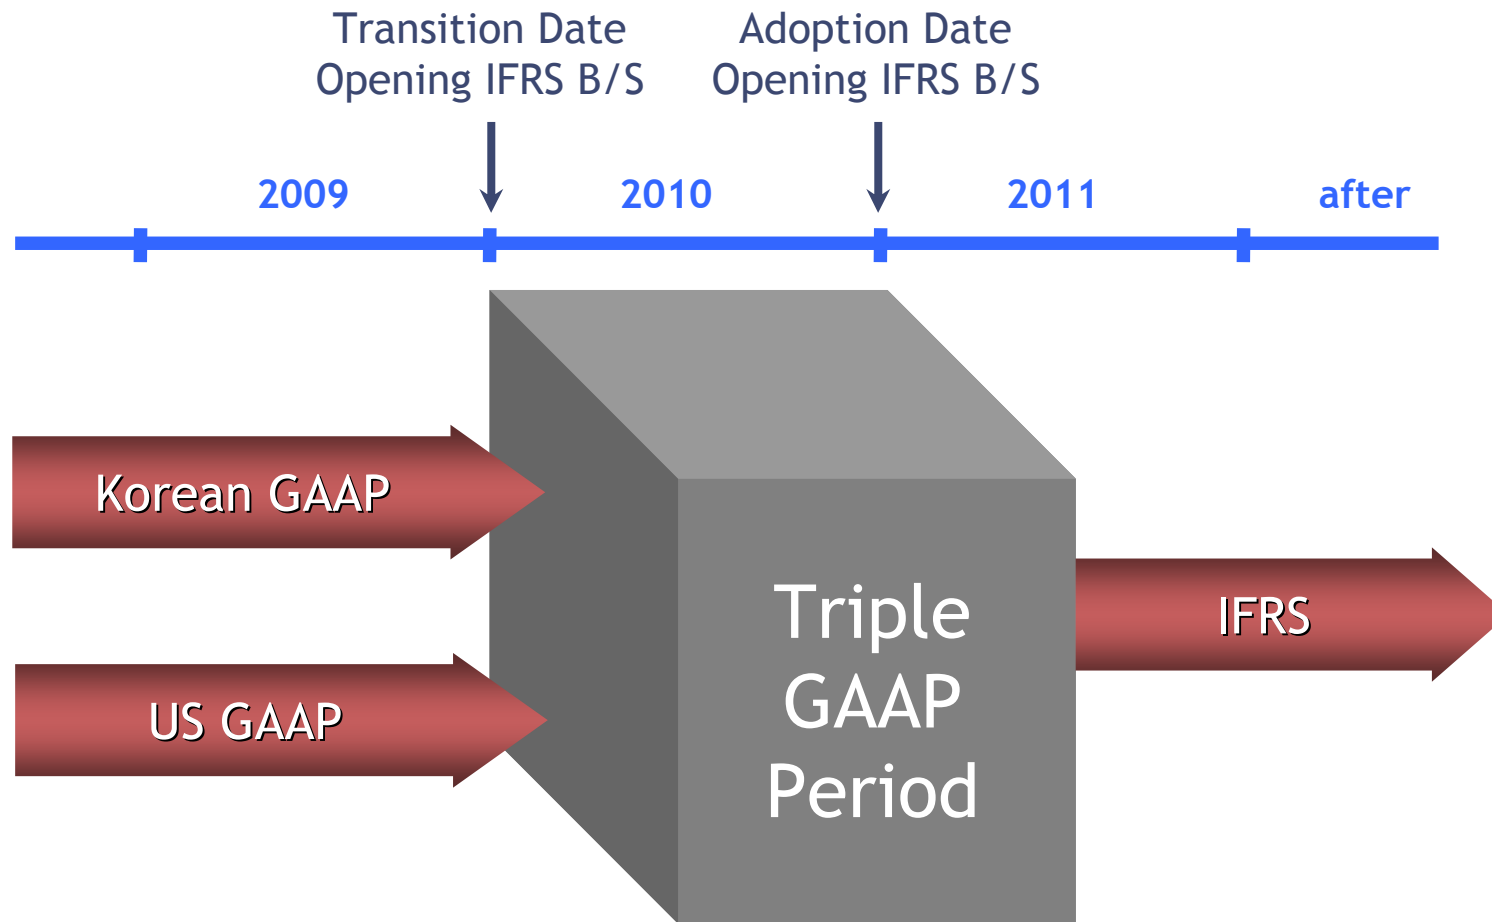 Transition Date
Opening IFRS B/S
Adoption Date
Opening IFRS B/S
2009
2010
2011
after
Korean GAAP
US GAAP
Triple
GAAP
Period
IFRS